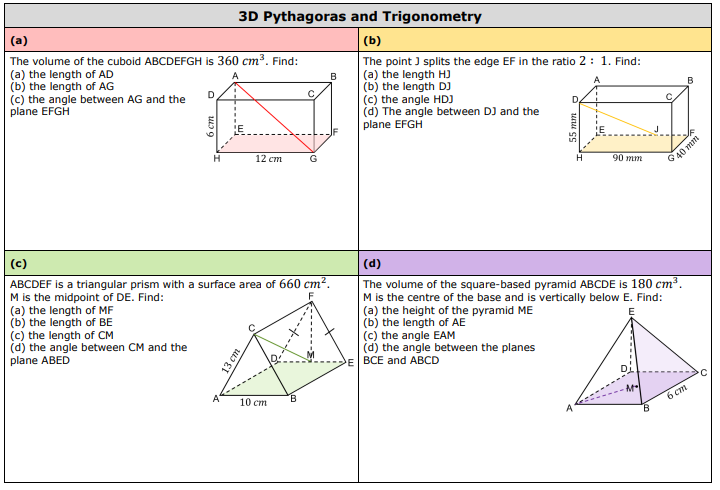 3D Pythagoras and Trigonometry
(a)
The volume of the cuboid ABCDEFGH is 360 cm³. Find:
(a) the length of AD
(b) the length of AG
(c) the angle between AG and the
plane EFGH
A
B
D
C
6 cm
E
F
H
12 cm
G
(b)
The point J splits the edge EF in the ratio 2 : 1. Find:
(a) the length HJ
(b) the length DJ
(c) the angle HDJ
(d) The angle between DJ and the
plane EFGH
A
B
D
C
55 mm
E
J
F
H
90 mm
G
40 mm
(c)
ABCDEF is a triangular prism with a surface area of 660 cm².
M is the midpoint of DE. Find:
(a) the length of MF
(b) the length of BE
(c) the length of CM
(d) the angle between CM and the
plane ABED
F
C
13 cm
D
M
E
A
10 cm
B
(d)
The volume of the square-based pyramid ABCDE is 180 cm³.
M is the centre of the base and is vertically below E. Find:
(a) the height of the pyramid ME
(b) the length of AE
(c) the angle EAM
(d) the angle between the planes
BCE and ABCD
E
D
C
M
6 cm
A
B